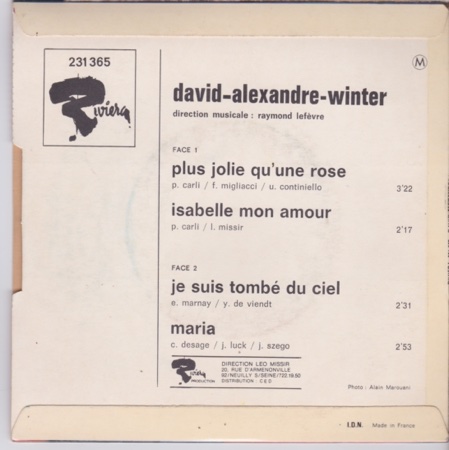 231 365
Riviera
M
david-alexandre-winter
direction musicale : raymond lefèvre
FACE 1
plus jolie qu'une rose
p. carli / f. migliacci / u. continiello 3'22
isabelle mon amour
p. carli / l. missir 2'17
FACE 2
je suis tombé du ciel
e. marnay / y. de viendt 2'31
maria
c. desage / j. luck / j. szego 2'53
Riviera
PRODUCTION
DIRECTION LEO MISSIR
20, RUE D'ARMENONVILLE
92/NEUILLY S/SEINE/722.19.60
DISTRIBUTION : C E D
Photo : Alain Marouani
I.D.N. Made in France